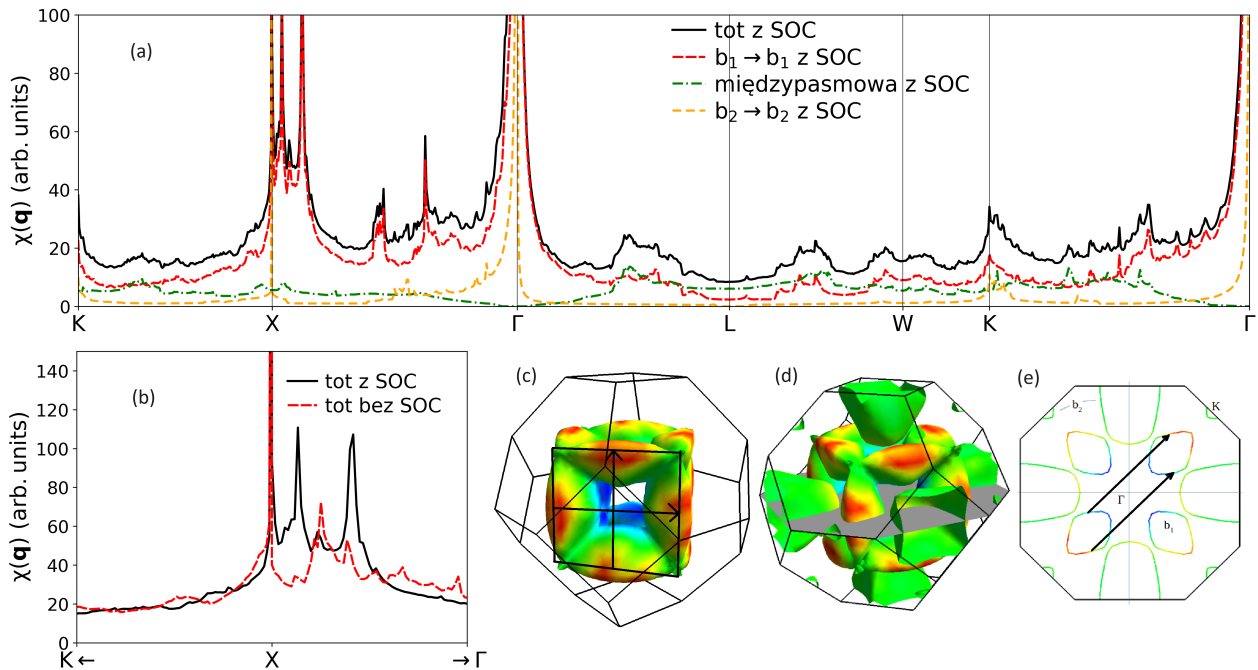 (a)
χ(q) (arb. units)
100
80
60
40
20
0
tot z SOC
b₁→b₁ z SOC
międzypasmowa z SOC
b₂→b₂ z SOC
K X Γ L W K Γ
(b)
χ(q) (arb. units)
140
120
100
80
60
40
20
0
tot z SOC
tot bez SOC
K← X →Γ
(c)
(d)
(e)
b₂
K
Γ
b₁